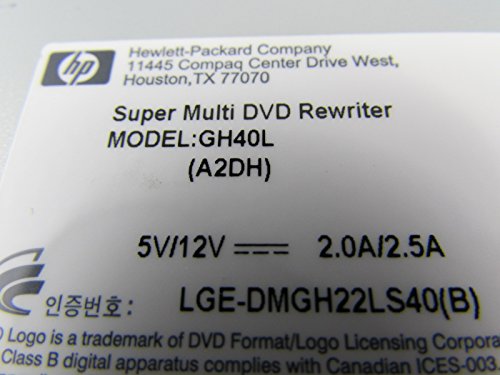 hp
Hewlett-Packard Company
11445 Compaq Center Drive West,
Houston,TX 77070
Super Multi DVD Rewriter
MODEL:GH40L
(A2DH)
5V/12V 2.0A/2.5A
인증번호: LGE-DMGH22LS40(B)
Logo is a trademark of DVD Format/Logo Licensing
Class B digital apparatus complies with Canadian ICES-003